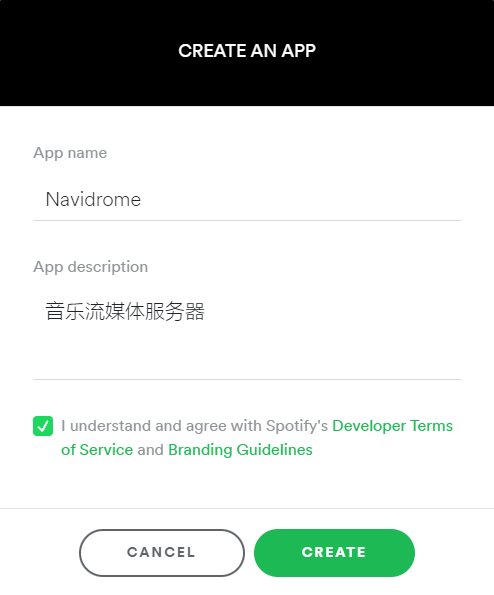 CREATE AN APP
App name
Navidrome
App description
音乐流媒体服务器
I understand and agree with Spotify's Developer Terms
of Service and Branding Guidelines
CANCEL
CREATE